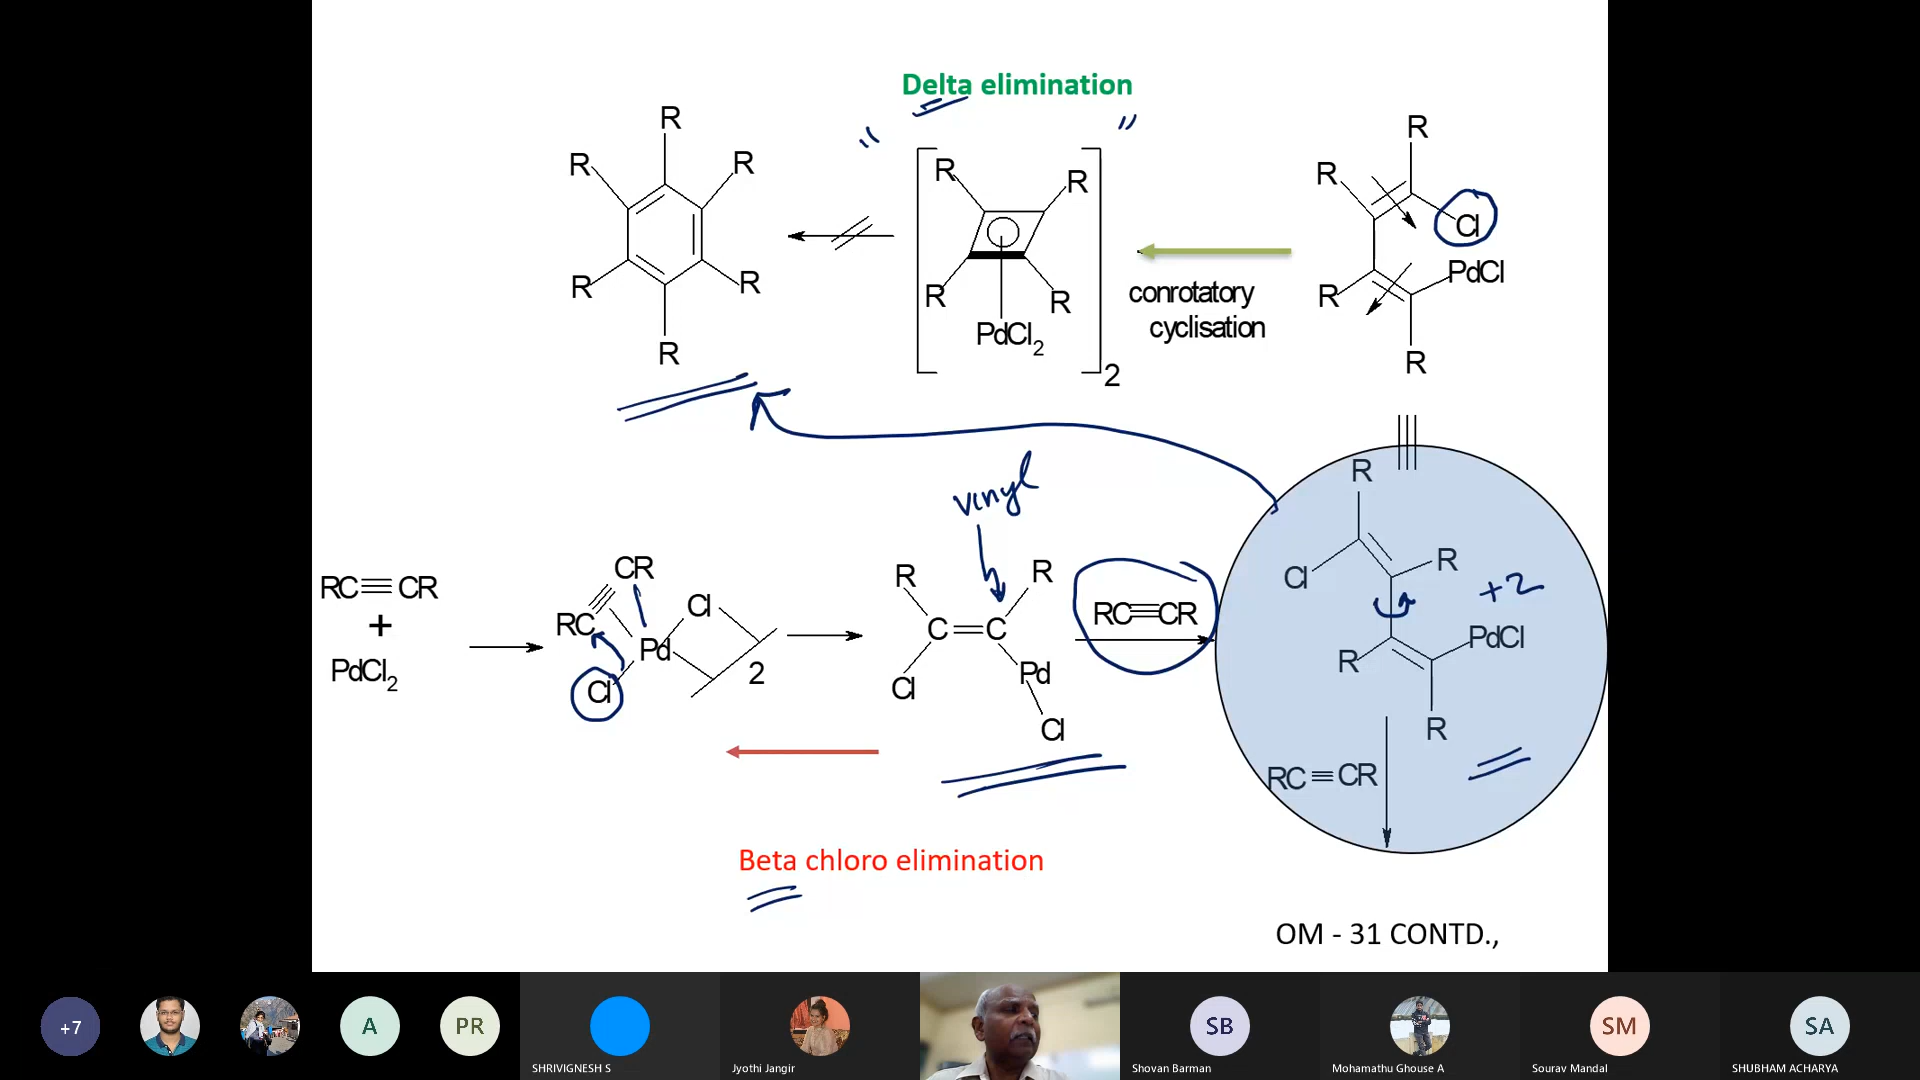 Delta elimination
" "
R
R
R
R
R
R
R
R
R
R
PdCl2
2
conrotatory
cyclisation
R
R
Cl
PdCl
R
R
vinyl
RC≡CR
+
PdCl2
CR
RC
Cl
Pd
Cl
2
R
R
C=C
Cl
Pd
Cl
RC≡CR
R
Cl
R
+2
R
PdCl
R
RC≡CR
Beta chloro elimination
OM - 31 CONTD.,
+7
A
PR
SHRIVIGNESH S
Jyothi Jangir
SB
Shovan Barman
Mohamathu Ghouse A
SM
Sourav Mandal
SA
SHUBHAM ACHARYA